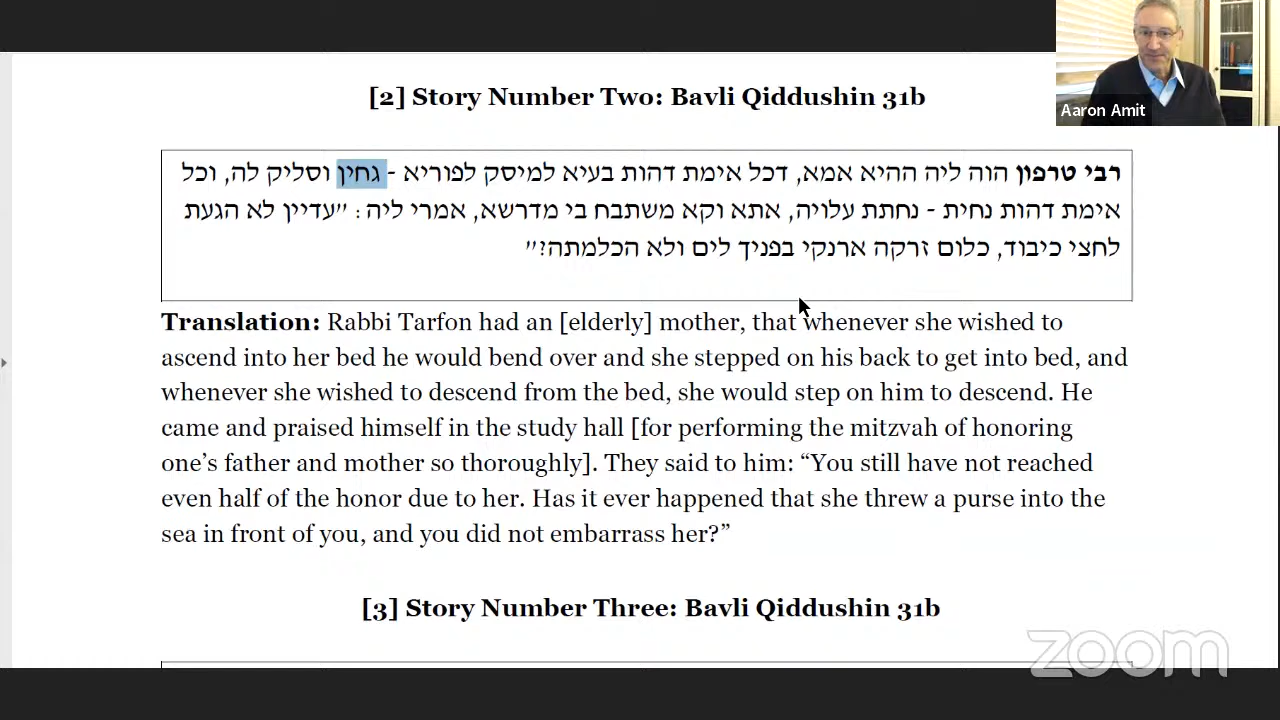 [2] Story Number Two: Bavli Qiddushin 31b
Aaron Amit
רבי טרפון הוה ליה ההיא אמא, דכל אימת דהות בעיא למיסק לפוריא - גחין וסליק לה, וכל
אימת דהות נחית - נחתת עלויה, אתא וקא משתבח בי מדרשא, אמרי ליה: "עדיין לא הגעת
לחצי כיבוד, כלום זרקה ארנקי בפניך לים ולא הכלמתה?"
Translation: Rabbi Tarfon had an [elderly] mother, that whenever she wished to
ascend into her bed he would bend over and she stepped on his back to get into bed, and
whenever she wished to descend from the bed, she would step on him to descend. He
came and praised himself in the study hall [for performing the mitzvah of honoring
one’s father and mother so thoroughly]. They said to him: “You still have not reached
even half of the honor due to her. Has it ever happened that she threw a purse into the
sea in front of you, and you did not embarrass her?”
[3] Story Number Three: Bavli Qiddushin 31b
zoom